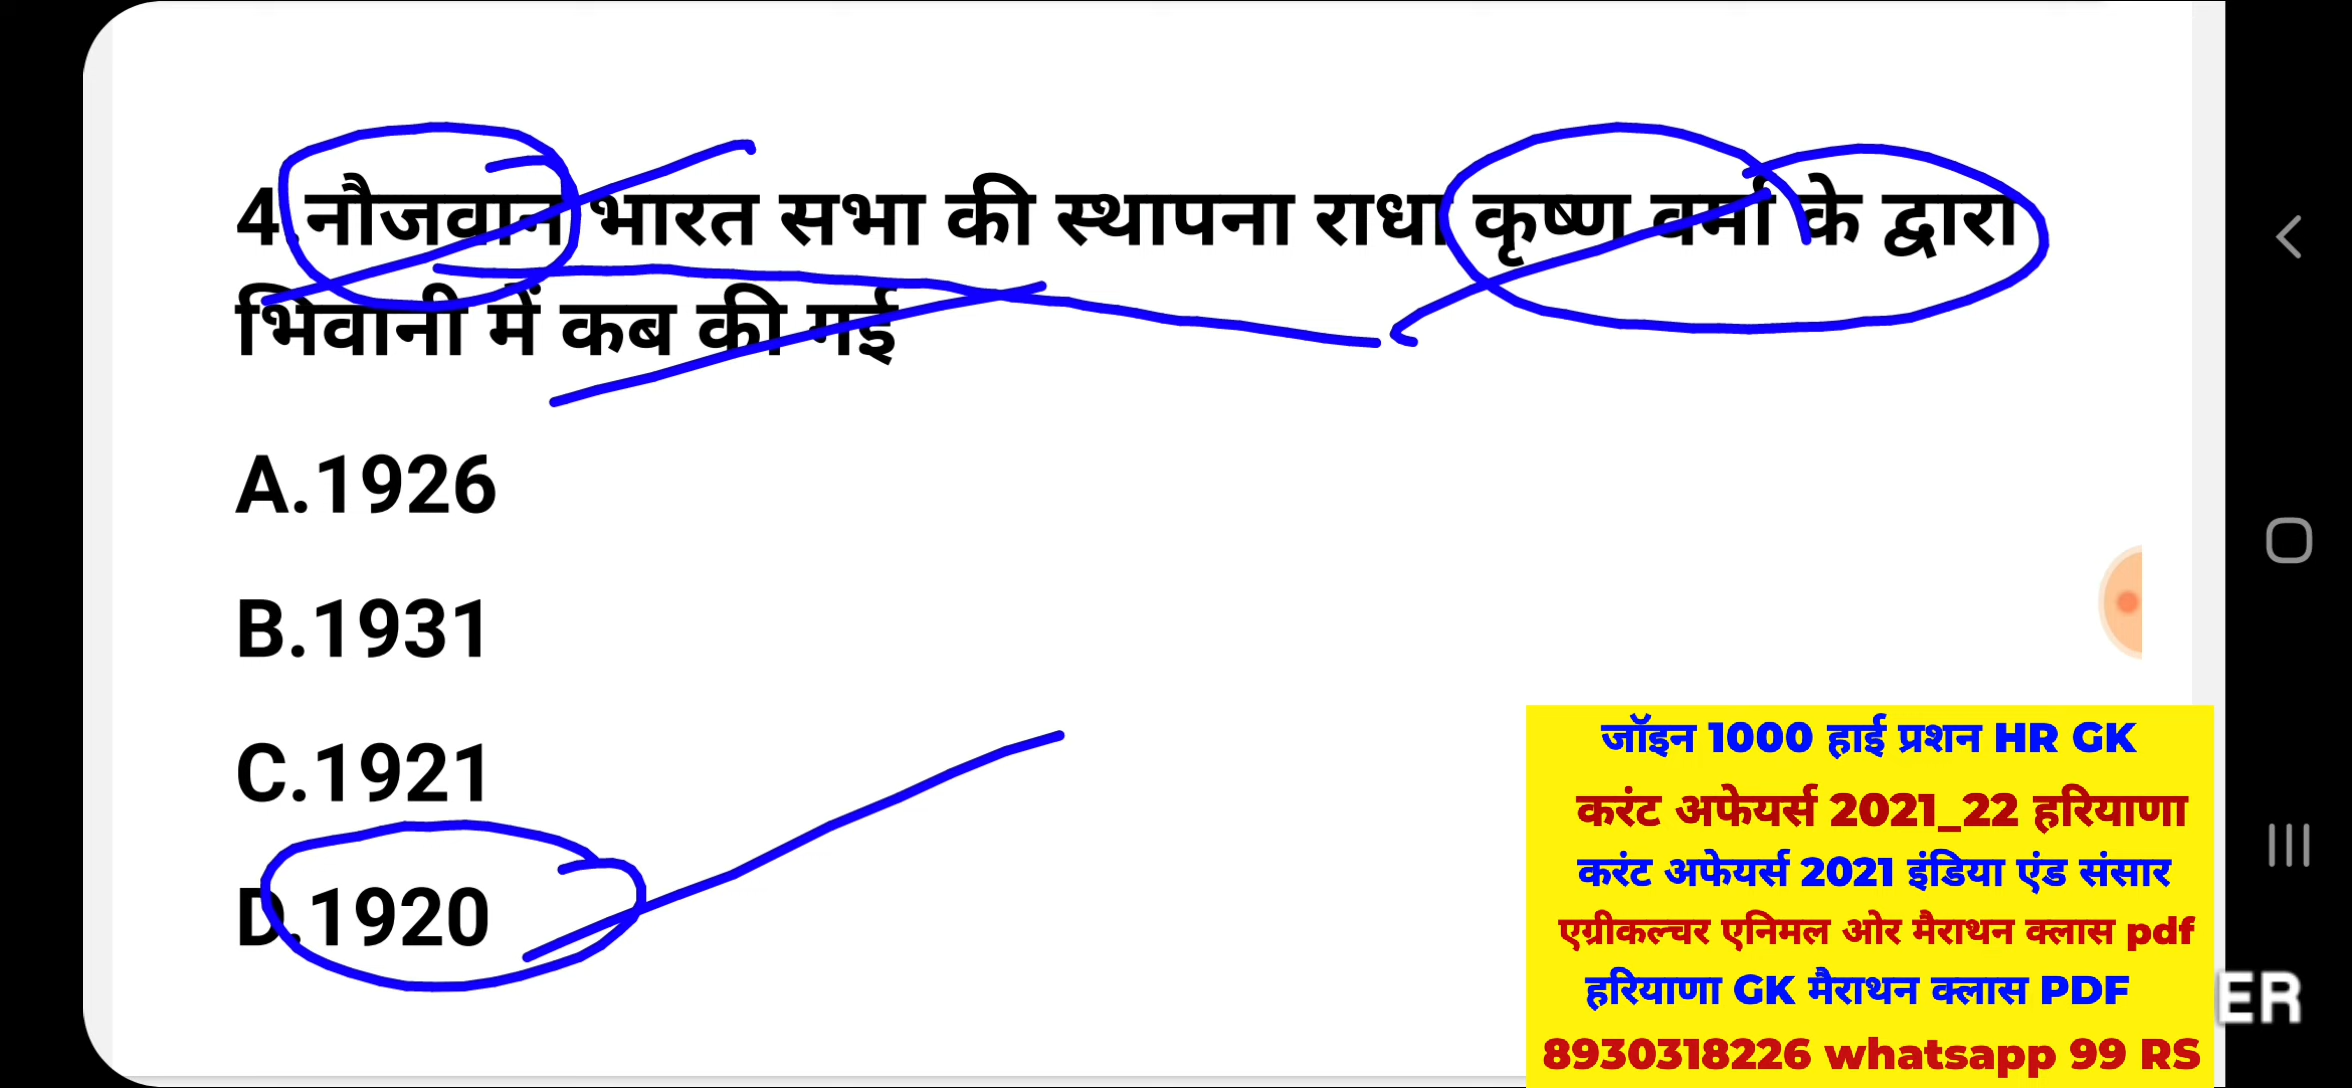 4.नौजवान भारत सभा की स्थापना राधा कृष्ण वर्मा के द्वारा
भिवानी में कब की गई
A.1926
B.1931
C.1921
D.1920
जॉइन 1000 हाई प्रशन HR GK
करंट अफेयर्स 2021_22 हरियाणा
करंट अफेयर्स 2021 इंडिया एंड संसार
एग्रीकल्चर एनिमल ओर मैराथन क्लास pdf
हरियाणा GK मैराथन क्लास PDF
8930318226 whatsapp 99 RS
ER